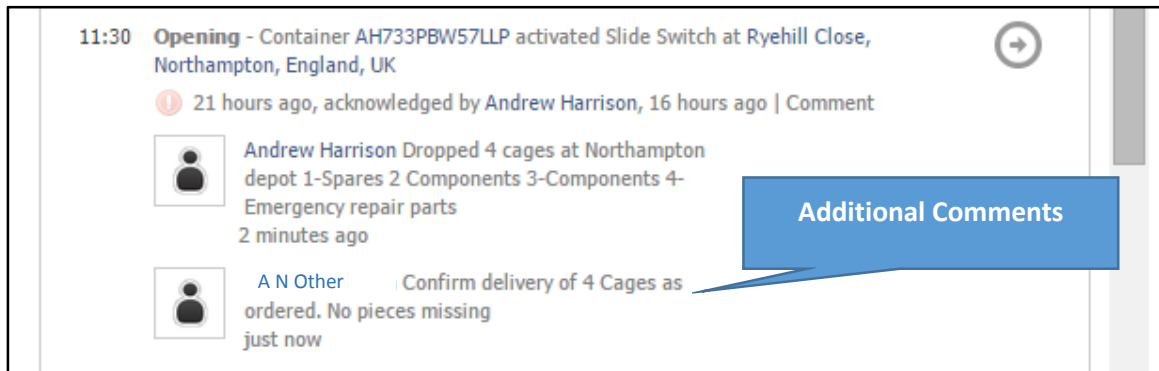 11:30 Opening - Container AH733PBW57LLP activated Slide Switch at Ryehill Close,
Northampton, England, UK
21 hours ago, acknowledged by Andrew Harrison, 16 hours ago | Comment
Andrew Harrison Dropped 4 cages at Northampton
depot 1-Spares 2 Components 3-Components 4-
Emergency repair parts
2 minutes ago
Additional Comments
A N Other Confirm delivery of 4 Cages as
ordered. No pieces missing
just now